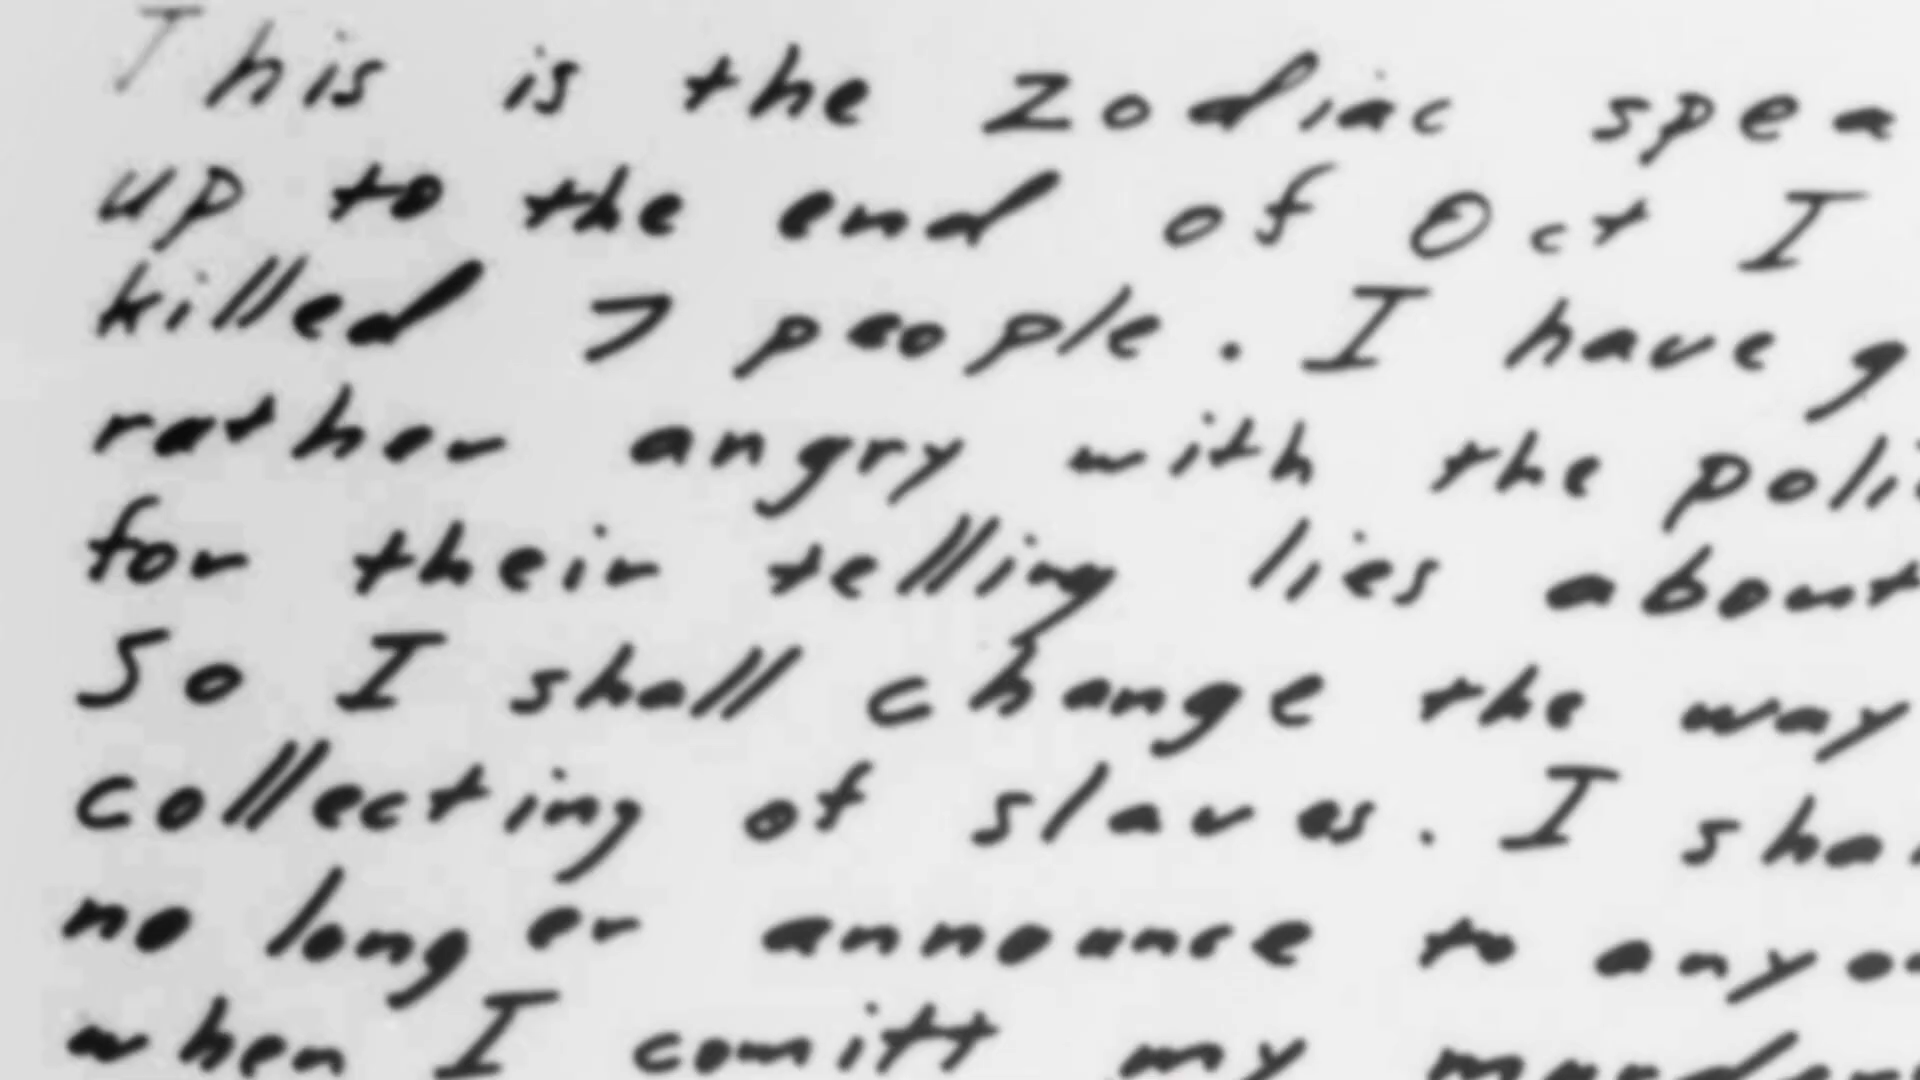 This is the Zodiac spea
up to the end of Oct I
killed 7 people. I have g
rather angry with the poli
for their telling lies about
So I shall change the way
collecting of slaves. I sha
no longer announce to anyo
when I comitt my murders